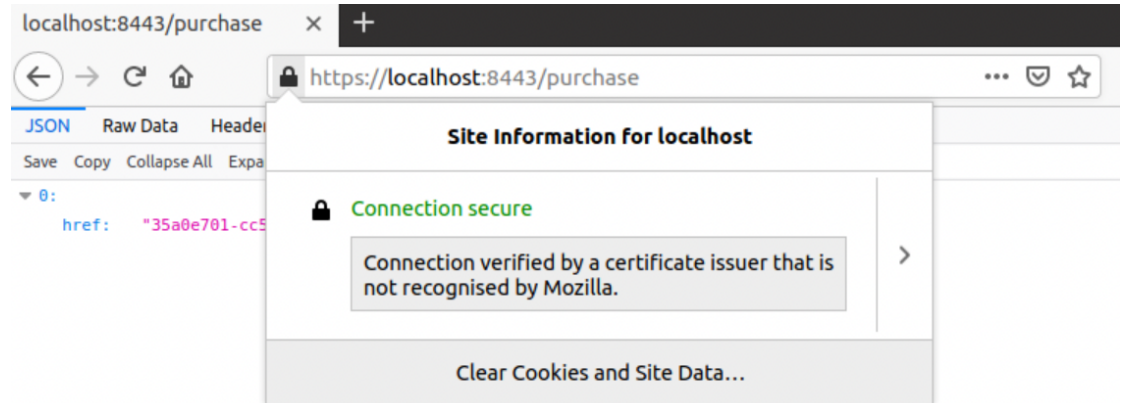 localhost:8443/purchase
https://localhost:8443/purchase
JSON Raw Data
Save Copy Collapse All
0:
href: "35a0e701-cc5
Site Information for localhost
Connection secure
Connection verified by a certificate issuer that is
not recognised by Mozilla.
Clear Cookies and Site Data…